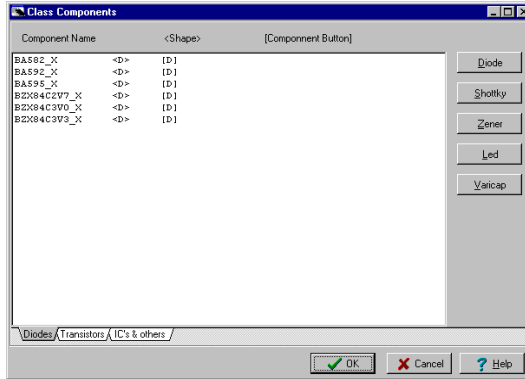 Class Components
Component Name <Shape> [Componnent Button]
BA582_X <D> [D]
BA592_X <D> [D]
BA595_X <D> [D]
BZX84C2V7_X <D> [D]
BZX84C3V0_X <D> [D]
BZX84C3V3_X <D> [D]
Diode
Shottky
Zener
Led
Varicap
Diodes Transistors IC's & others
OK Cancel Help